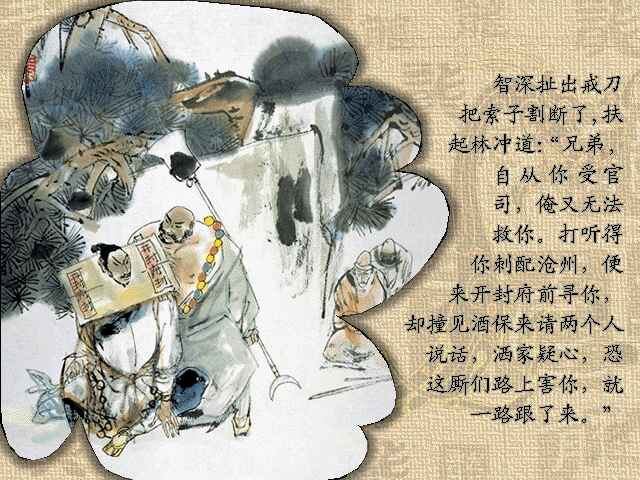 智深扯出戒刀
把索子割断了,扶
起林冲道:“兄弟,
自从你受官
司，俺又无法
救你。打听得
你刺配沧州，便
来开封府前寻你，
却撞见酒保来请两个人
说话，洒家疑心，恐
这厮们路上害你，就
一路跟了来。”